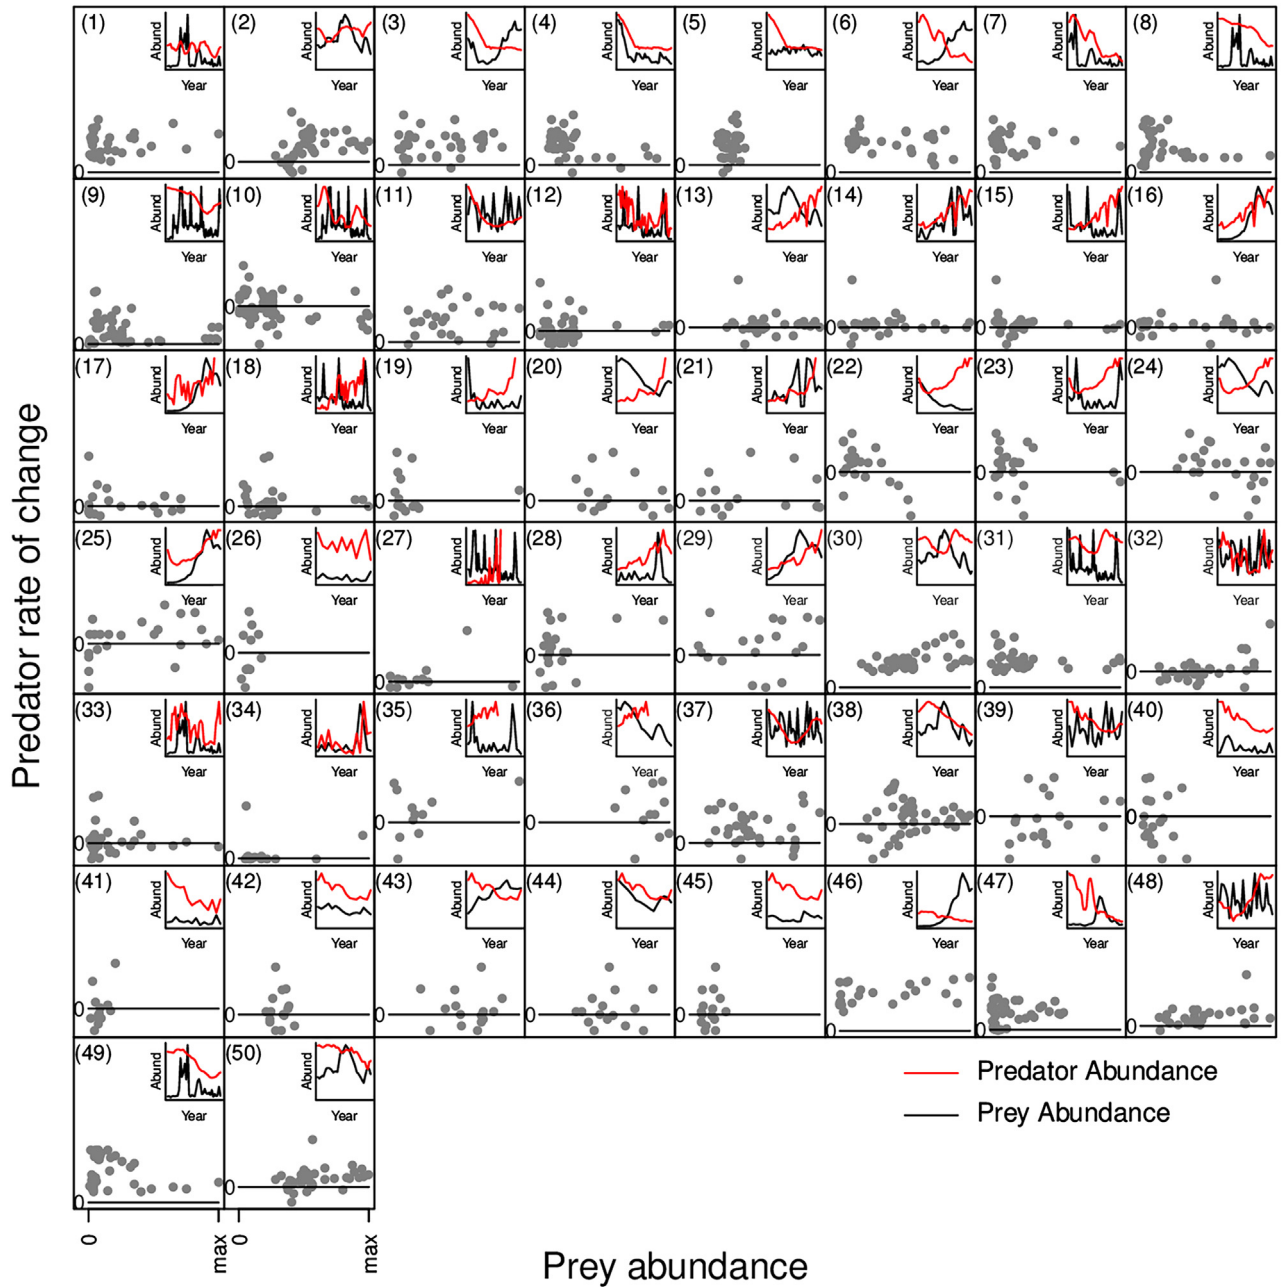 (1) Abund (2) Abund (3) Abund (4) Abund (5) Abund (6) Abund (7) Abund (8) Abund
Year Year Year Year Year Year Year Year
0 0 0 0 0 0 0 0
(9) Abund (10) Abund (11) Abund (12) Abund (13) Abund (14) Abund (15) Abund (16) Abund
Year Year Year Year Year Year Year Year
0 0 0 0 0 0 0 0
(17) Abund (18) Abund (19) Abund (20) Abund (21) Abund (22) Abund (23) Abund (24) Abund
Year Year Year Year Year Year Year Year
0 0 0 0 0 0 0 0
(25) Abund (26) Abund (27) Abund (28) Abund (29) Abund (30) Abund (31) Abund (32) Abund
Year Year Year Year Year Year Year Year
0 0 0 0 0 0 0 0
(33) Abund (34) Abund (35) Abund (36) Abund (37) Abund (38) Abund (39) Abund (40) Abund
Year Year Year Year Year Year Year Year
0 0 0 0 0 0 0 0
(41) Abund (42) Abund (43) Abund (44) Abund (45) Abund (46) Abund (47) Abund (48) Abund
Year Year Year Year Year Year Year Year
0 0 0 0 0 0 0 0
(49) Abund (50) Abund
Year Year
0 0
0 max 0 max
Predator rate of change
Prey abundance
Predator Abundance
Prey Abundance